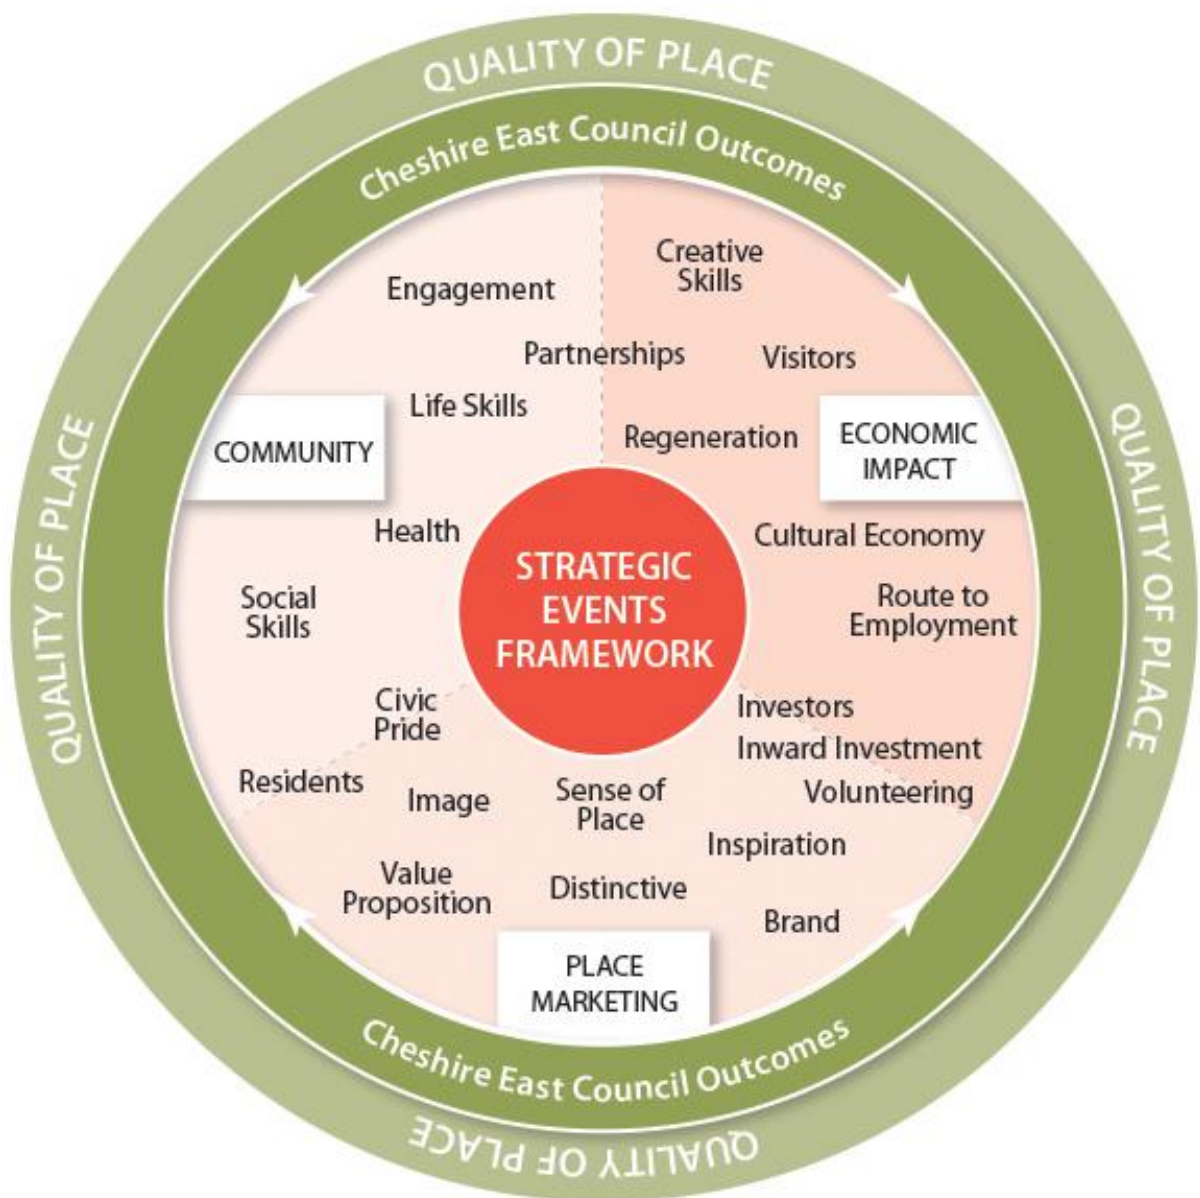 QUALITY OF PLACE
Cheshire East Council Outcomes
Creative
Skills
Engagement
Partnerships
Visitors
Life Skills
Regeneration
COMMUNITY
ECONOMIC
IMPACT
QUALITY OF PLACE
QUALITY OF PLACE
Health
Cultural Economy
STRATEGIC
EVENTS
FRAMEWORK
Social
Skills
Route to
Employment
Civic
Pride
Investors
Inward Investment
Residents
Image
Sense of
Place
Volunteering
Inspiration
Value
Proposition
Distinctive
Brand
PLACE
MARKETING
Cheshire East Council Outcomes
QUALITY OF PLACE